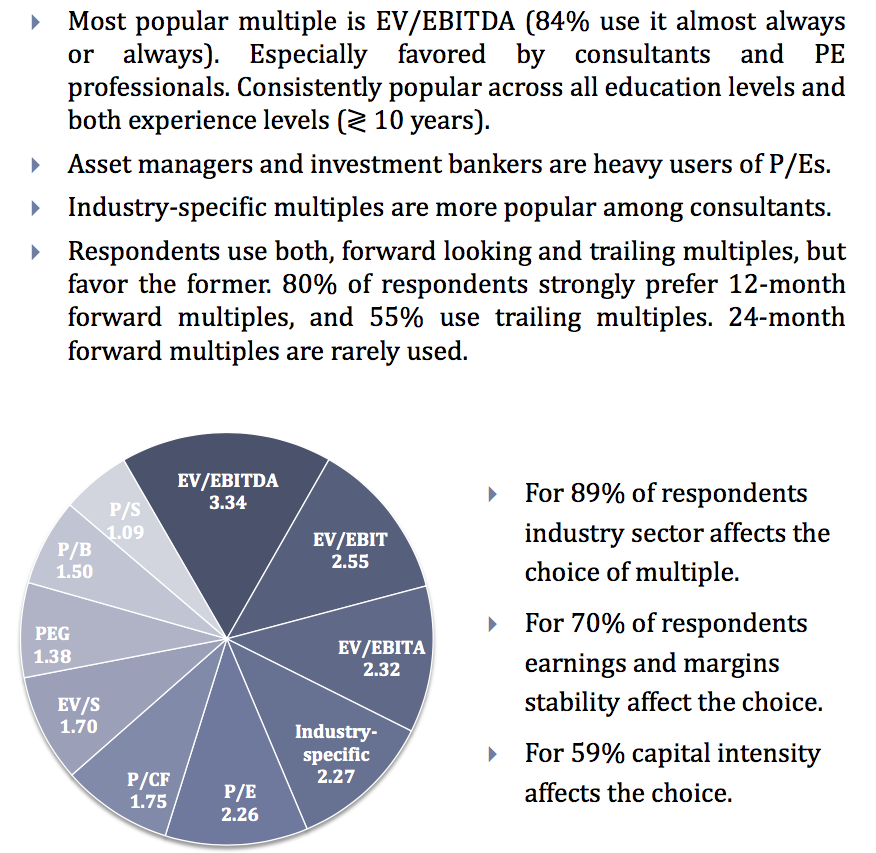 Most popular multiple is EV/EBITDA (84% use it almost always
or always). Especially favored by consultants and PE
professionals. Consistently popular across all education levels and
both experience levels (≷ 10 years).
Asset managers and investment bankers are heavy users of P/Es.
Industry-specific multiples are more popular among consultants.
Respondents use both, forward looking and trailing multiples, but
favor the former. 80% of respondents strongly prefer 12-month
forward multiples, and 55% use trailing multiples. 24-month
forward multiples are rarely used.
EV/EBITDA
3.34
EV/EBIT
2.55
EV/EBITA
2.32
Industry-
specific
2.27
P/E
2.26
P/CF
1.75
EV/S
1.70
PEG
1.38
P/B
1.50
P/S
1.09
For 89% of respondents
industry sector affects the
choice of multiple.
For 70% of respondents
earnings and margins
stability affect the choice.
For 59% capital intensity
affects the choice.